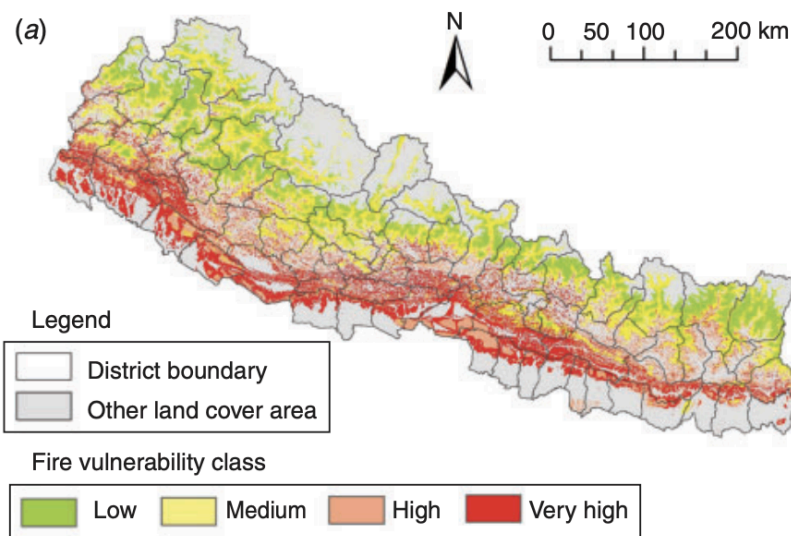 (a)
N
0 50 100 200 km
Legend
District boundary
Other land cover area
Fire vulnerability class
Low Medium High Very high